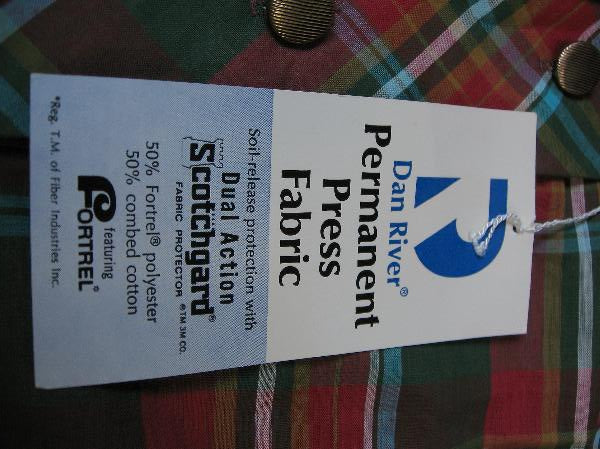 Dan River®
Permanent
Press
Fabric
Soil-release protection with
Dual Action
Scotchgard®
FABRIC PROTECTOR ®TM 3M CO.
50% Fortrel® polyester
50% combed cotton
featuring
FORTREL®
*Reg. T.M. of Fiber Industries Inc.